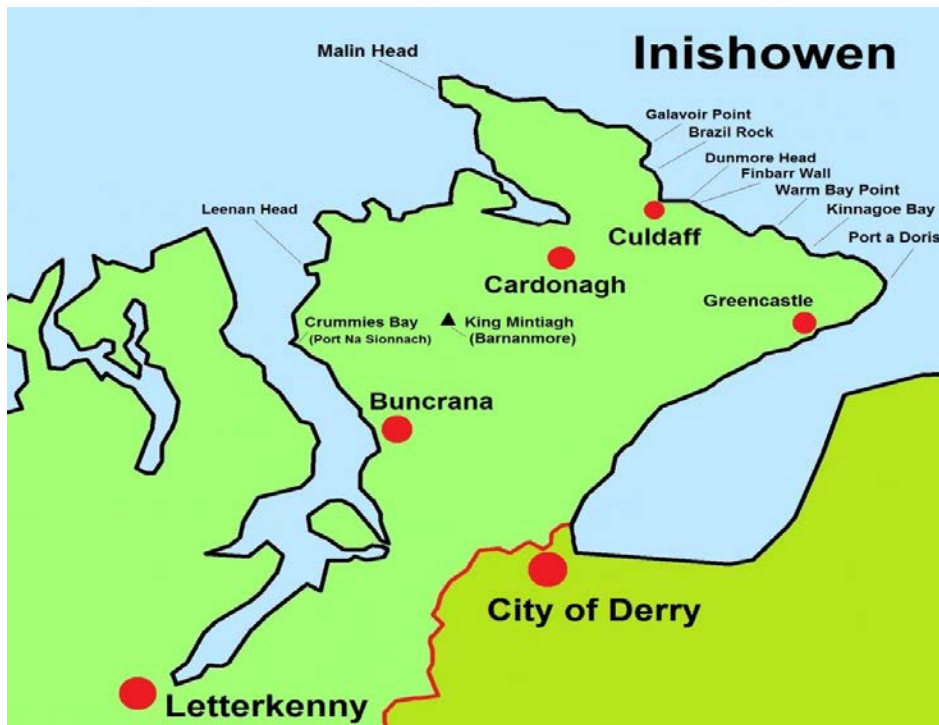 Inishowen
Malin Head
Galavoir Point
Brazil Rock
Dunmore Head
Finbarr Wall
Warm Bay Point
Kinnagoe Bay
Port a Doris
Leenan Head
Culdaff
Cardonagh
Greencastle
Crummies Bay
(Port Na Sionnach)
King Mintiagh
(Barnanmore)
Buncrana
City of Derry
Letterkenny